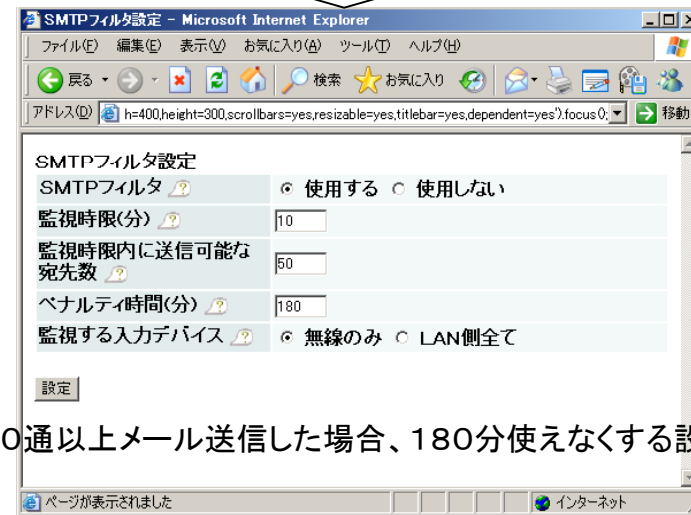 SMTPフィルタ設定 - Microsoft Internet Explorer
ファイル(F) 編集(E) 表示(V) お気に入り(A) ツール(T) ヘルプ(H)
戻る 検索 お気に入り
アドレス(D) h=400,height=300,scrollbars=yes,resizable=yes,titlebar=yes,dependent=yes').focus(); 移動
SMTPフィルタ設定
SMTPフィルタ 使用する 使用しない
監視時限(分) 10
監視時限内に送信可能な
宛先数 50
ペナルティ時間(分) 180
監視する入力デバイス 無線のみ LAN側全て
設定
0通以上メール送信した場合、180分使えなくする設
ページが表示されました インターネット